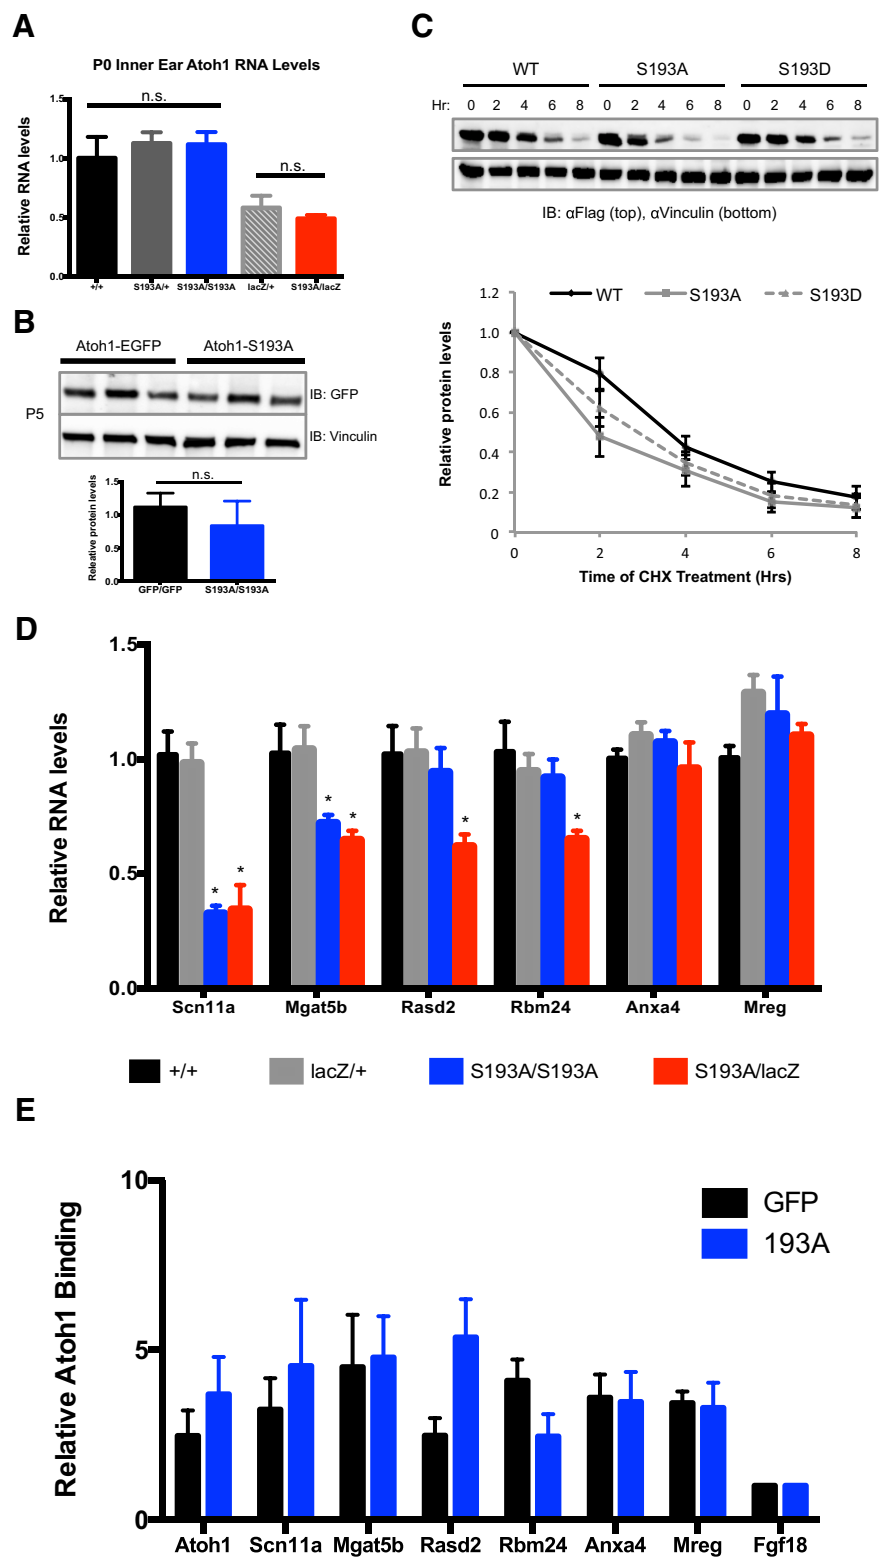 A
P0 Inner Ear Atoh1 RNA Levels
Relative RNA levels
1.5
1.0
0.5
0.0
n.s.
n.s.
+/+
S193A/+
S193A/S193A
lacZ/+
S193A/lacZ
B
Atoh1-EGFP
Atoh1-S193A
P5
IB: GFP
IB: Vinculin
Releative protein levels
1.5
1.0
0.5
0.0
n.s.
GFP/GFP
S193A/S193A
C
WT
S193A
S193D
Hr: 0 2 4 6 8 0 2 4 6 8 0 2 4 6 8
IB: αFlag (top), αVinculin (bottom)
WT
S193A
S193D
Relative protein levels
1.2
1.0
0.8
0.6
0.4
0.2
0
0 2 4 6 8
Time of CHX Treatment (Hrs)
D
Relative RNA levels
1.5
1.0
0.5
0.0
* * * * * *
Scn11a
Mgat5b
Rasd2
Rbm24
Anxa4
Mreg
+/+
lacZ/+
S193A/S193A
S193A/lacZ
E
Relative Atoh1 Binding
10
5
0
GFP
193A
Atoh1
Scn11a
Mgat5b
Rasd2
Rbm24
Anxa4
Mreg
Fgf18